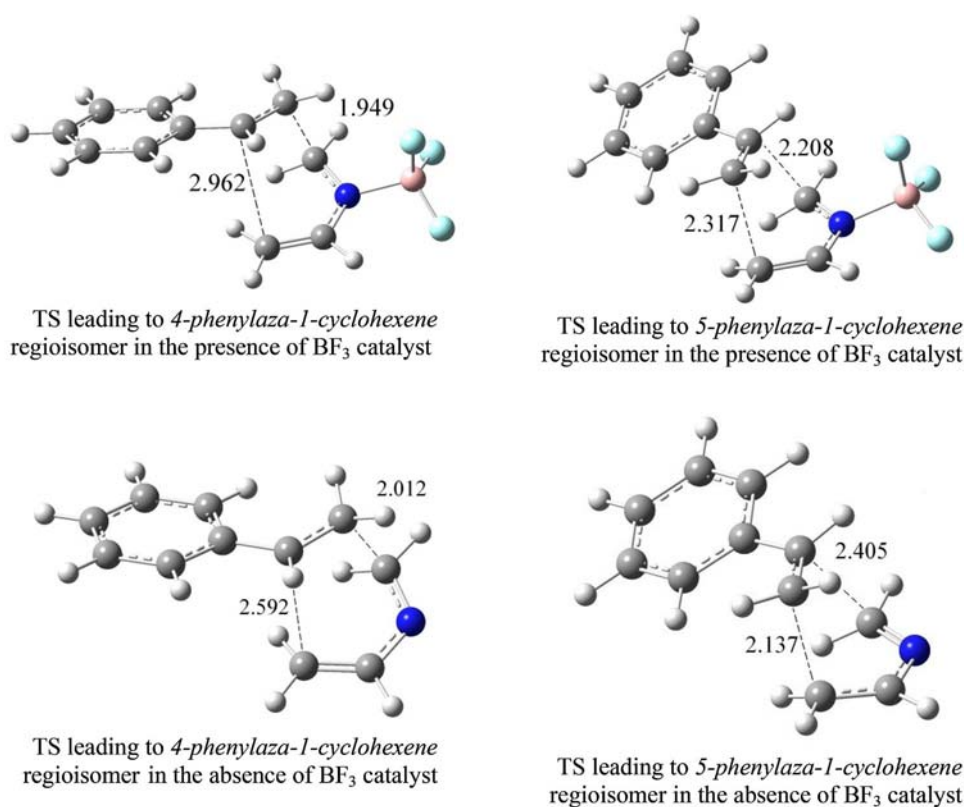 1.949
2.962
TS leading to 4-phenylaza-1-cyclohexene
regioisomer in the presence of BF₃ catalyst
2.208
2.317
TS leading to 5-phenylaza-1-cyclohexene
regioisomer in the presence of BF₃ catalyst
2.012
2.592
TS leading to 4-phenylaza-1-cyclohexene
regioisomer in the absence of BF₃ catalyst
2.405
2.137
TS leading to 5-phenylaza-1-cyclohexene
regioisomer in the absence of BF₃ catalyst